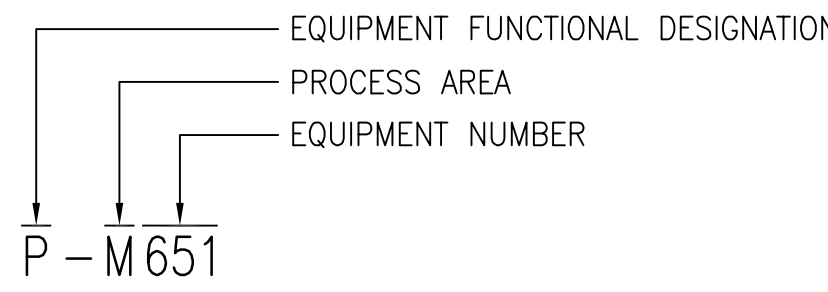 EQUIPMENT FUNCTIONAL DESIGNATION
PROCESS AREA
EQUIPMENT NUMBER
P - M651